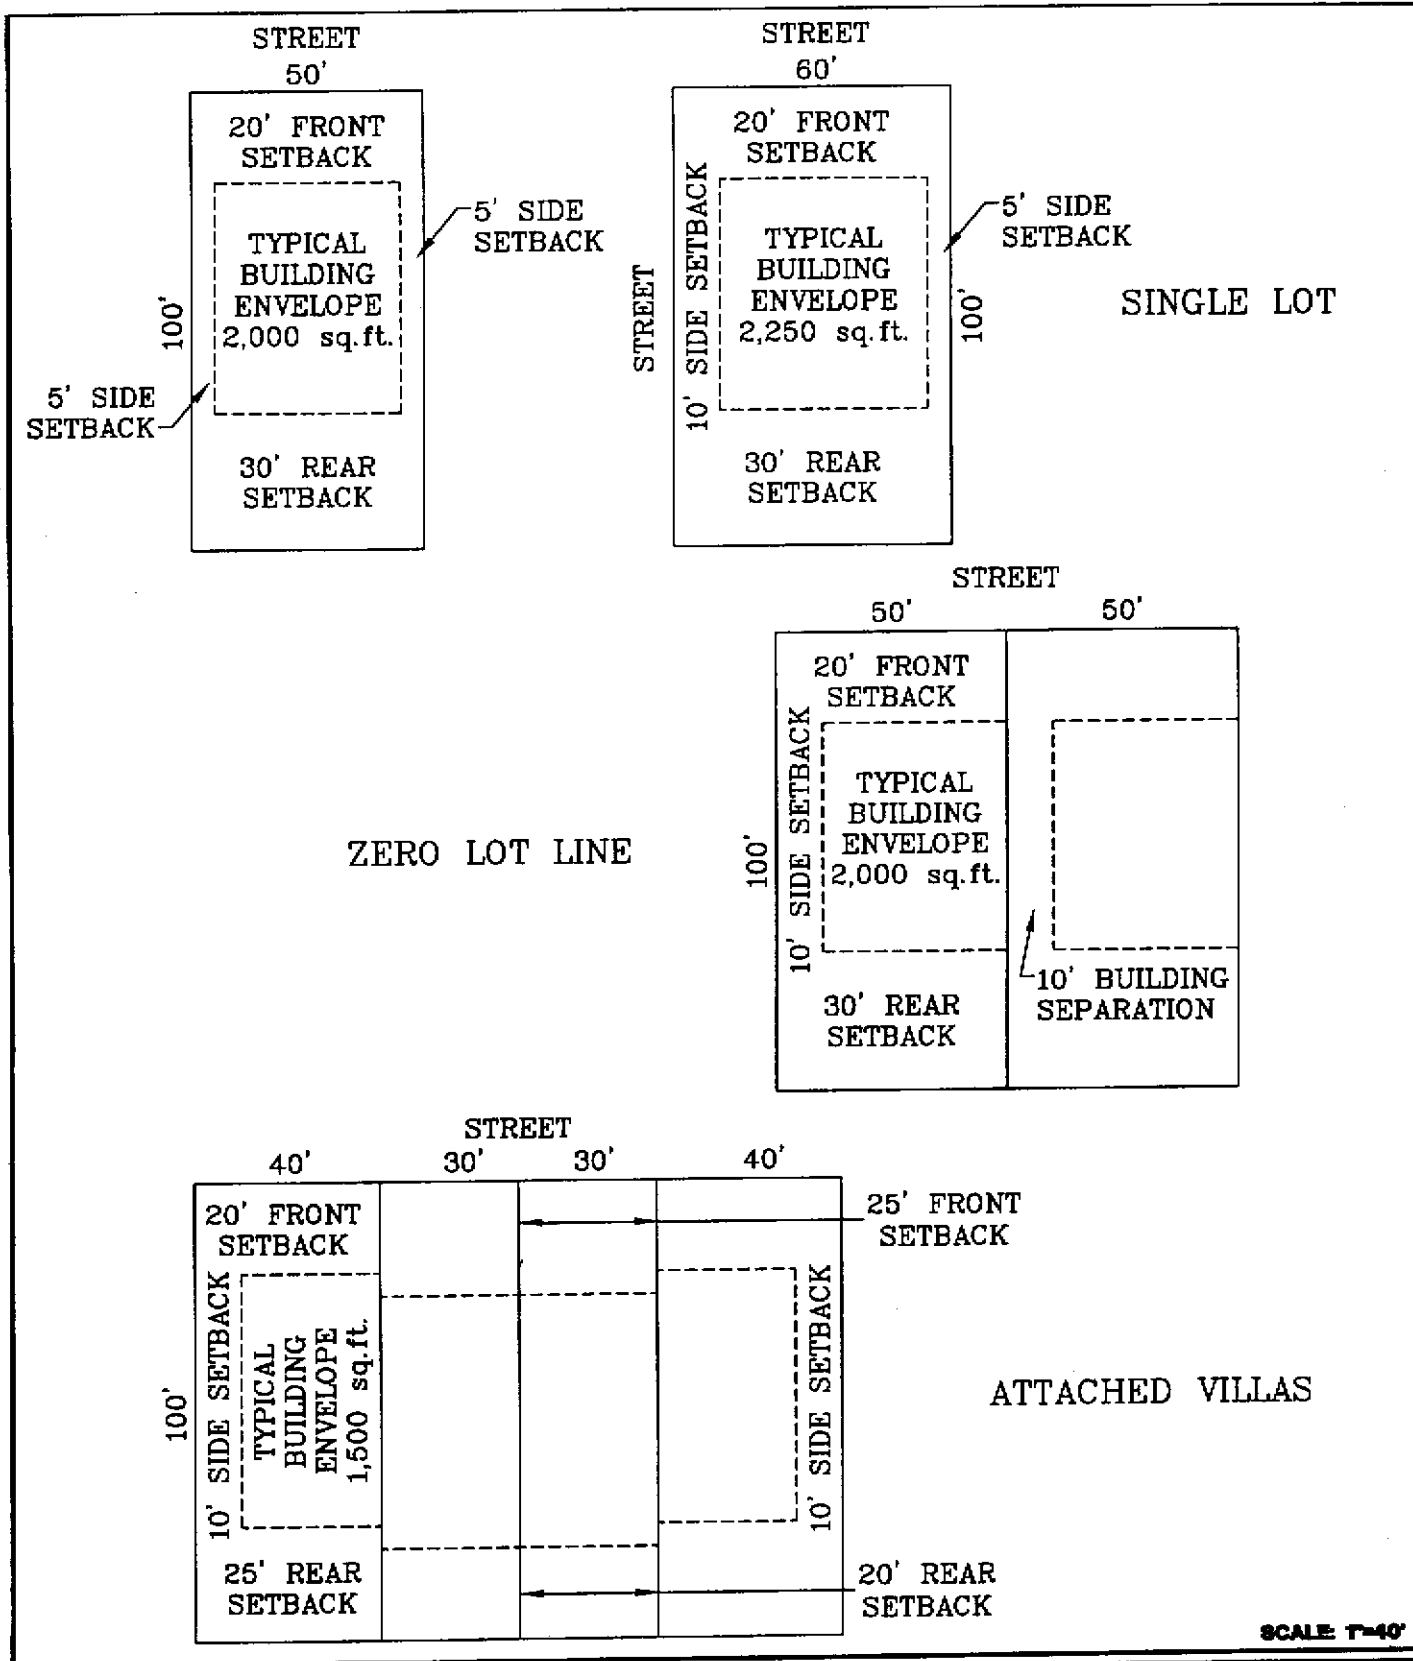 STREET
50'
20' FRONT
SETBACK
5' SIDE
SETBACK
TYPICAL
BUILDING
ENVELOPE
2,000 sq.ft.
100'
5' SIDE
SETBACK
30' REAR
SETBACK
STREET
60'
20' FRONT
SETBACK
10' SIDE SETBACK
STREET
TYPICAL
BUILDING
ENVELOPE
2,250 sq.ft.
5' SIDE
SETBACK
100'
30' REAR
SETBACK
SINGLE LOT
STREET
50'
50'
20' FRONT
SETBACK
10' SIDE SETBACK
100'
TYPICAL
BUILDING
ENVELOPE
2,000 sq.ft.
10' BUILDING
SEPARATION
30' REAR
SETBACK
ZERO LOT LINE
STREET
40'
30'
30'
40'
20' FRONT
SETBACK
25' FRONT
SETBACK
10' SIDE SETBACK
100'
TYPICAL
BUILDING
ENVELOPE
1,500 sq.ft.
10' SIDE SETBACK
25' REAR
SETBACK
20' REAR
SETBACK
ATTACHED VILLAS
SCALE: 1"=40'